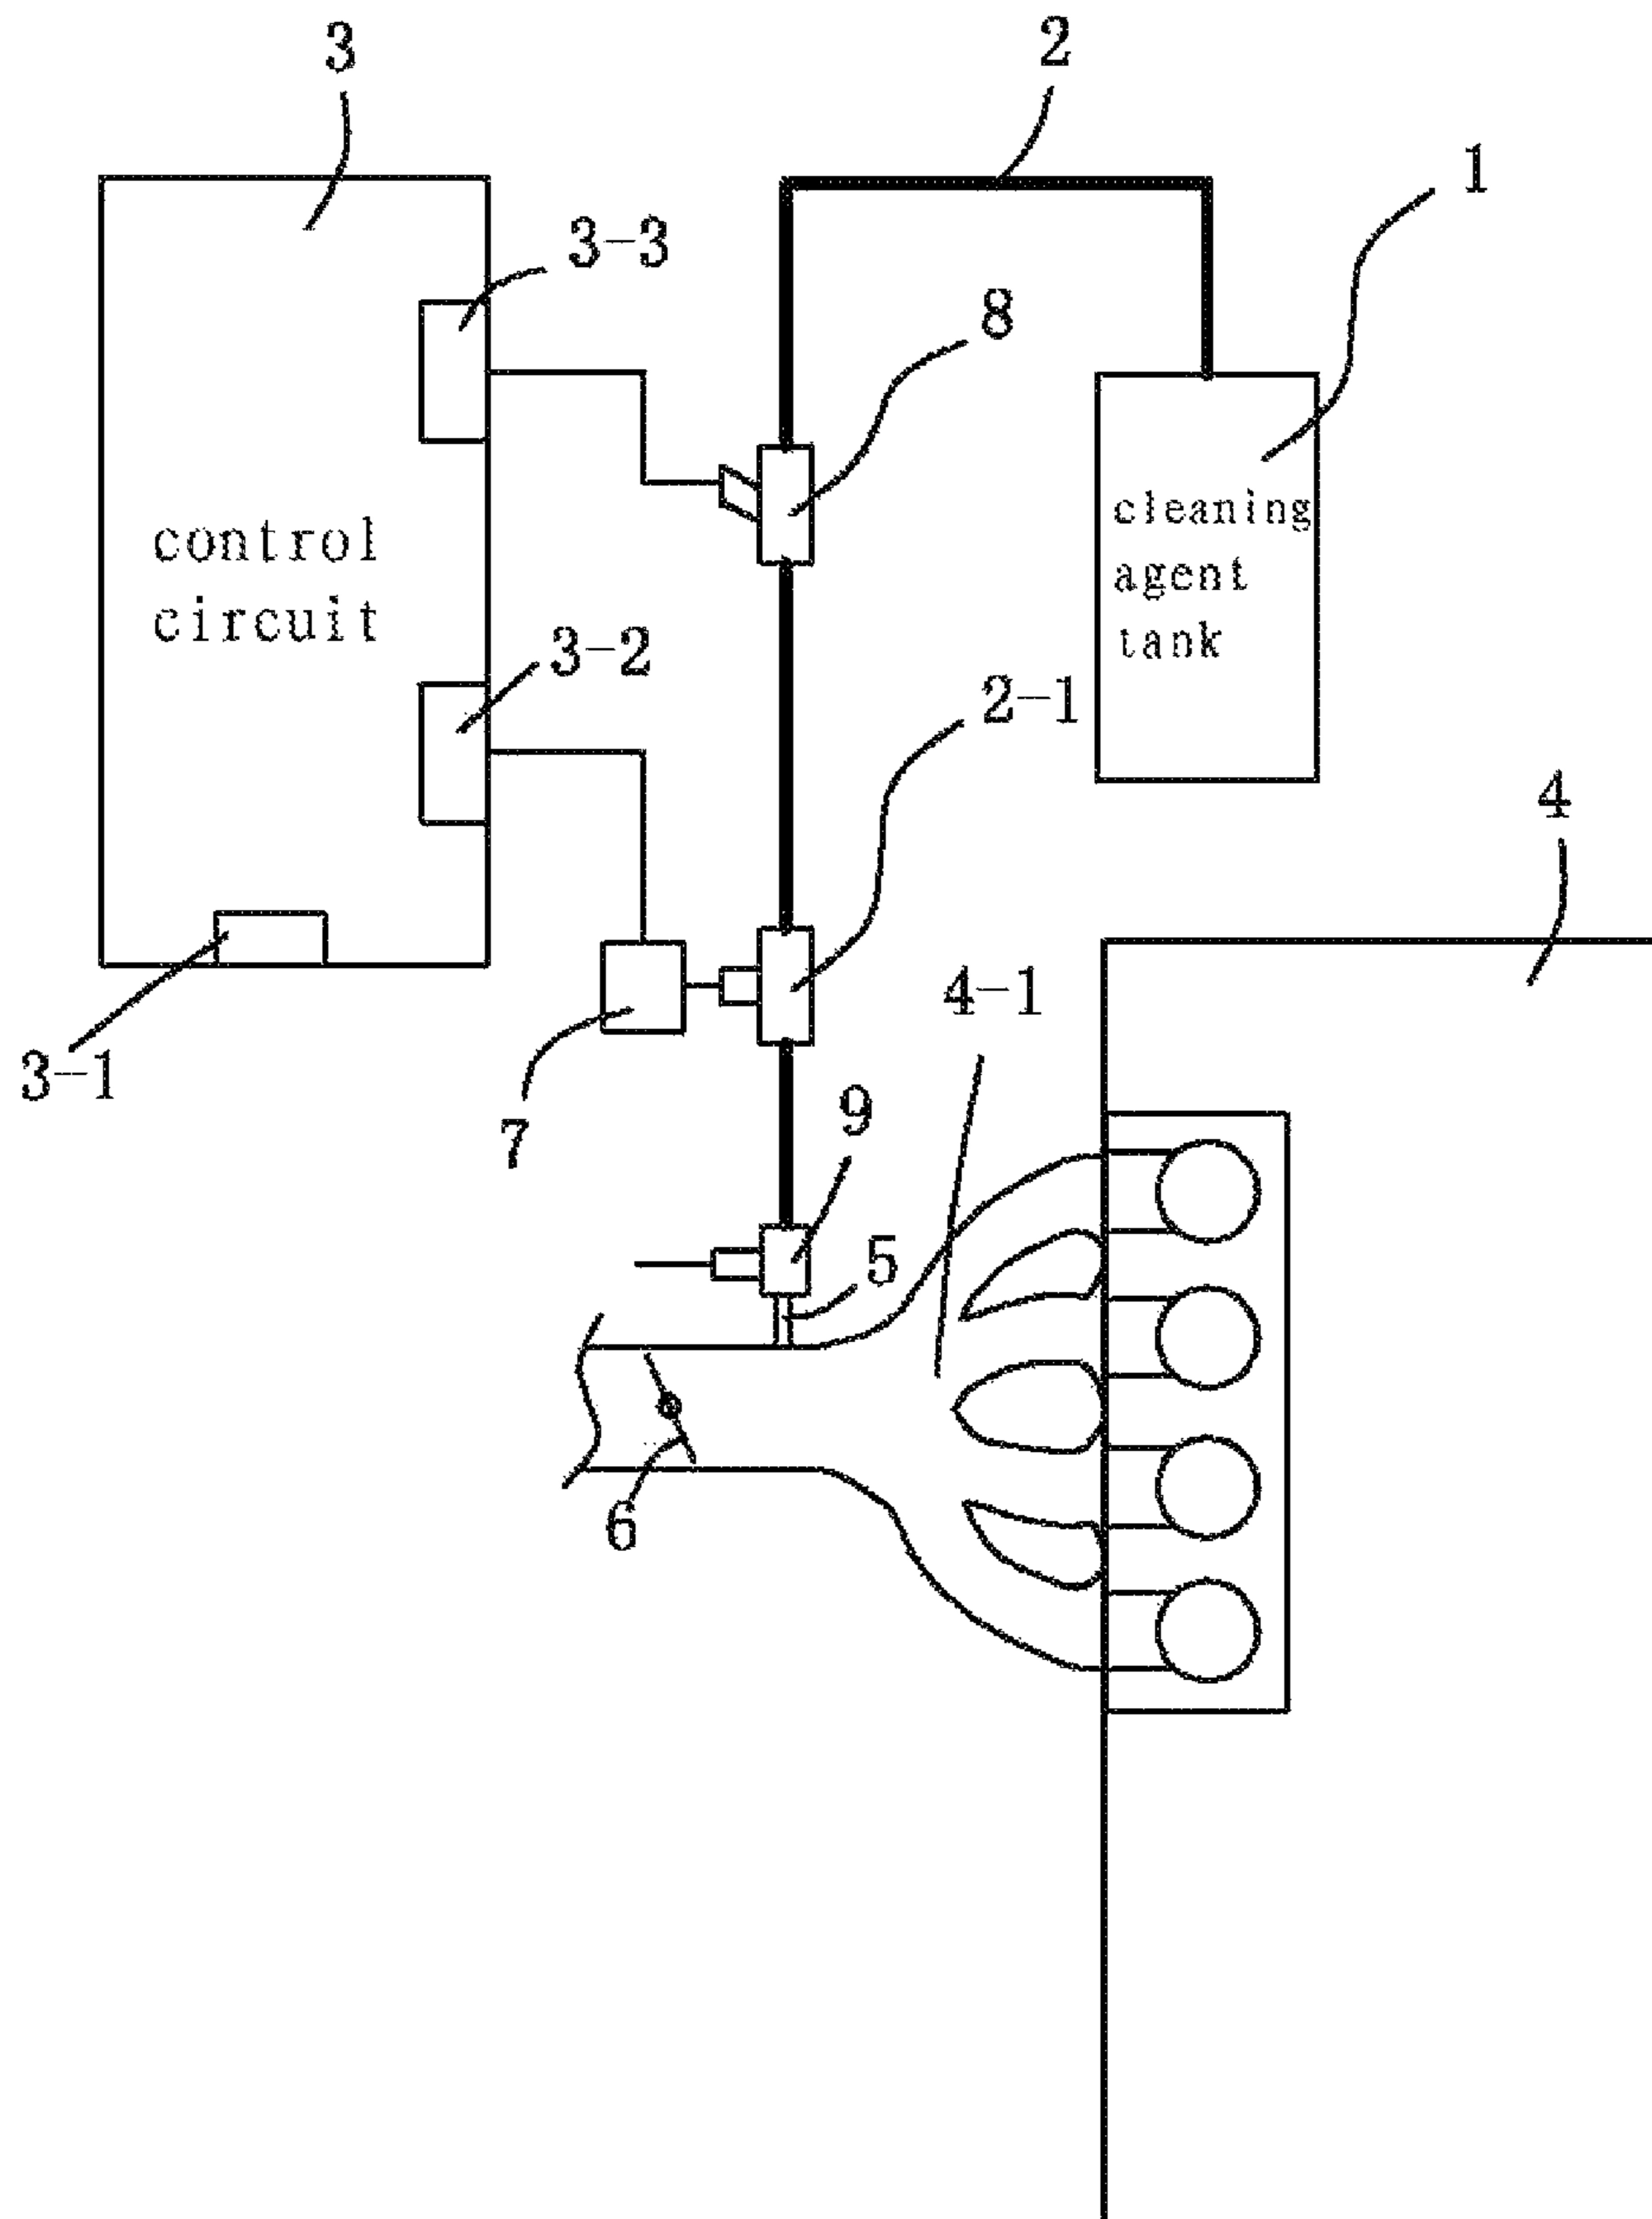 3
2
1
3-3
8
control
circuit
cleaning
agent
tank
3-2
2-1
4
4-1
3-1
7
9
5
6